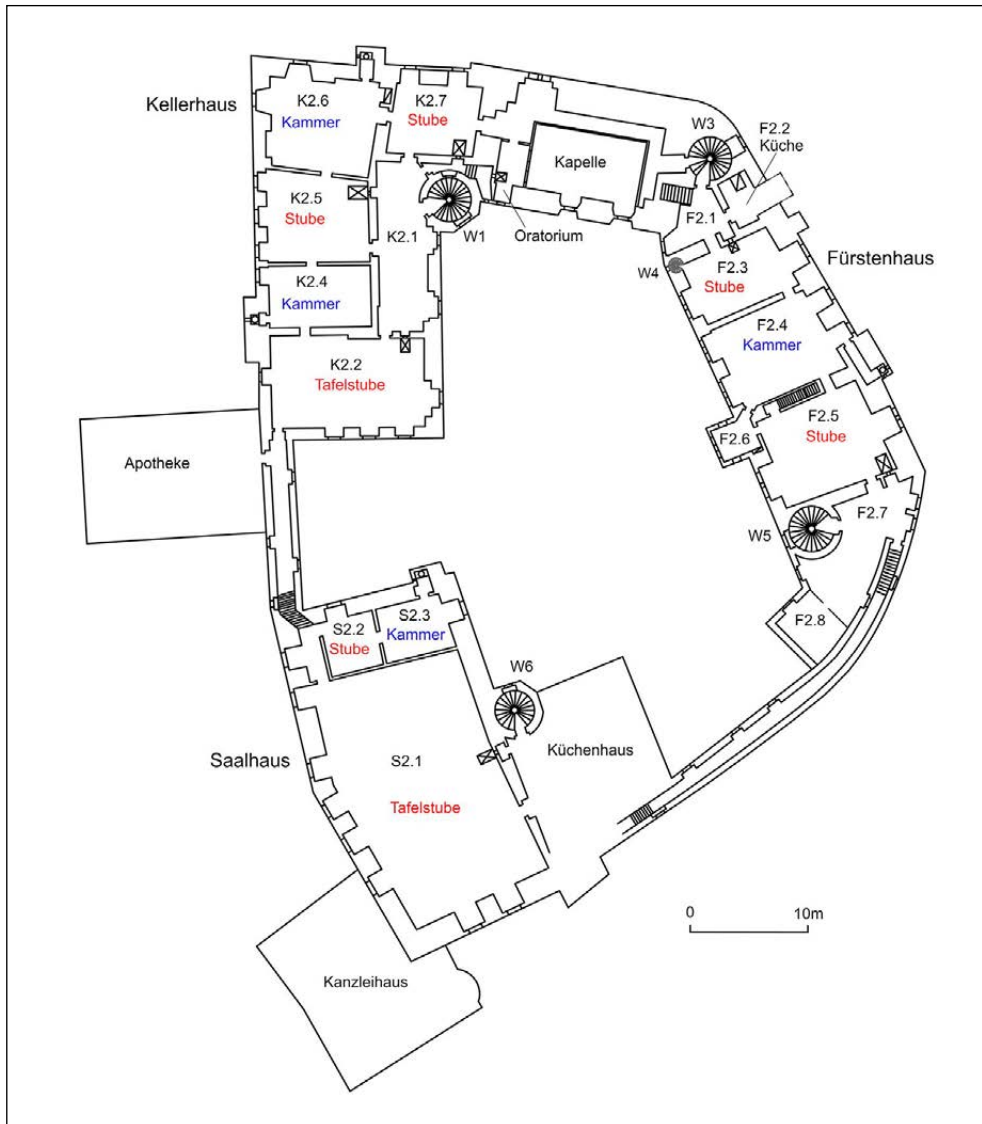 Kellerhaus
K2.6
Kammer
K2.7
Stube
Kapelle
W3
F2.2
Küche
K2.5
Stube
K2.1
W1
Oratorium
F2.1
W4
F2.3
Stube
Fürstenhaus
K2.4
Kammer
F2.4
Kammer
K2.2
Tafelstube
F2.5
Stube
F2.6
Apotheke
F2.7
W5
S2.2
Stube
S2.3
Kammer
F2.8
W6
Saalhaus
S2.1
Tafelstube
Küchenhaus
0 10m
Kanzleihaus